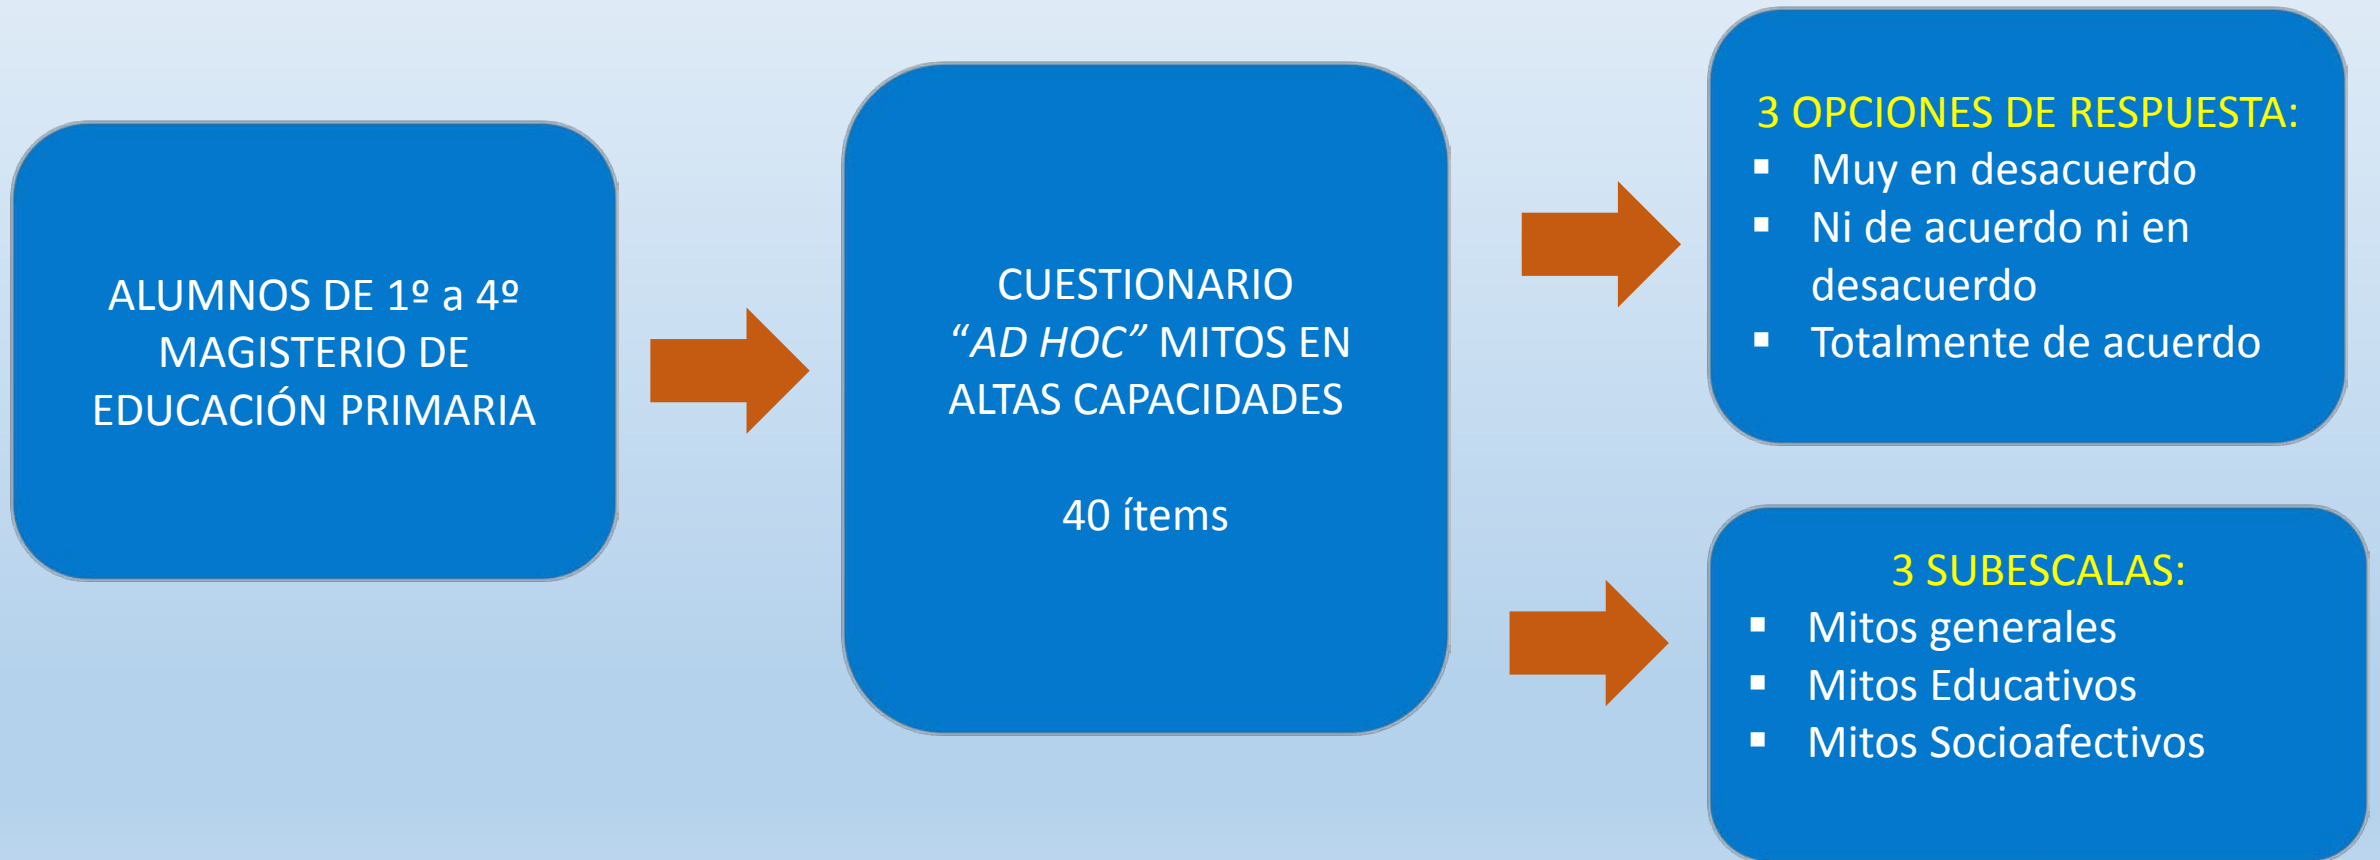 ALUMNOS DE 1º a 4º
MAGISTERIO DE
EDUCACIÓN PRIMARIA
CUESTIONARIO
“AD HOC” MITOS EN
ALTAS CAPACIDADES
40 ítems
3 OPCIONES DE RESPUESTA:
▪ Muy en desacuerdo
▪ Ni de acuerdo ni en
desacuerdo
▪ Totalmente de acuerdo
3 SUBESCALAS:
▪ Mitos generales
▪ Mitos Educativos
▪ Mitos Socioafectivos